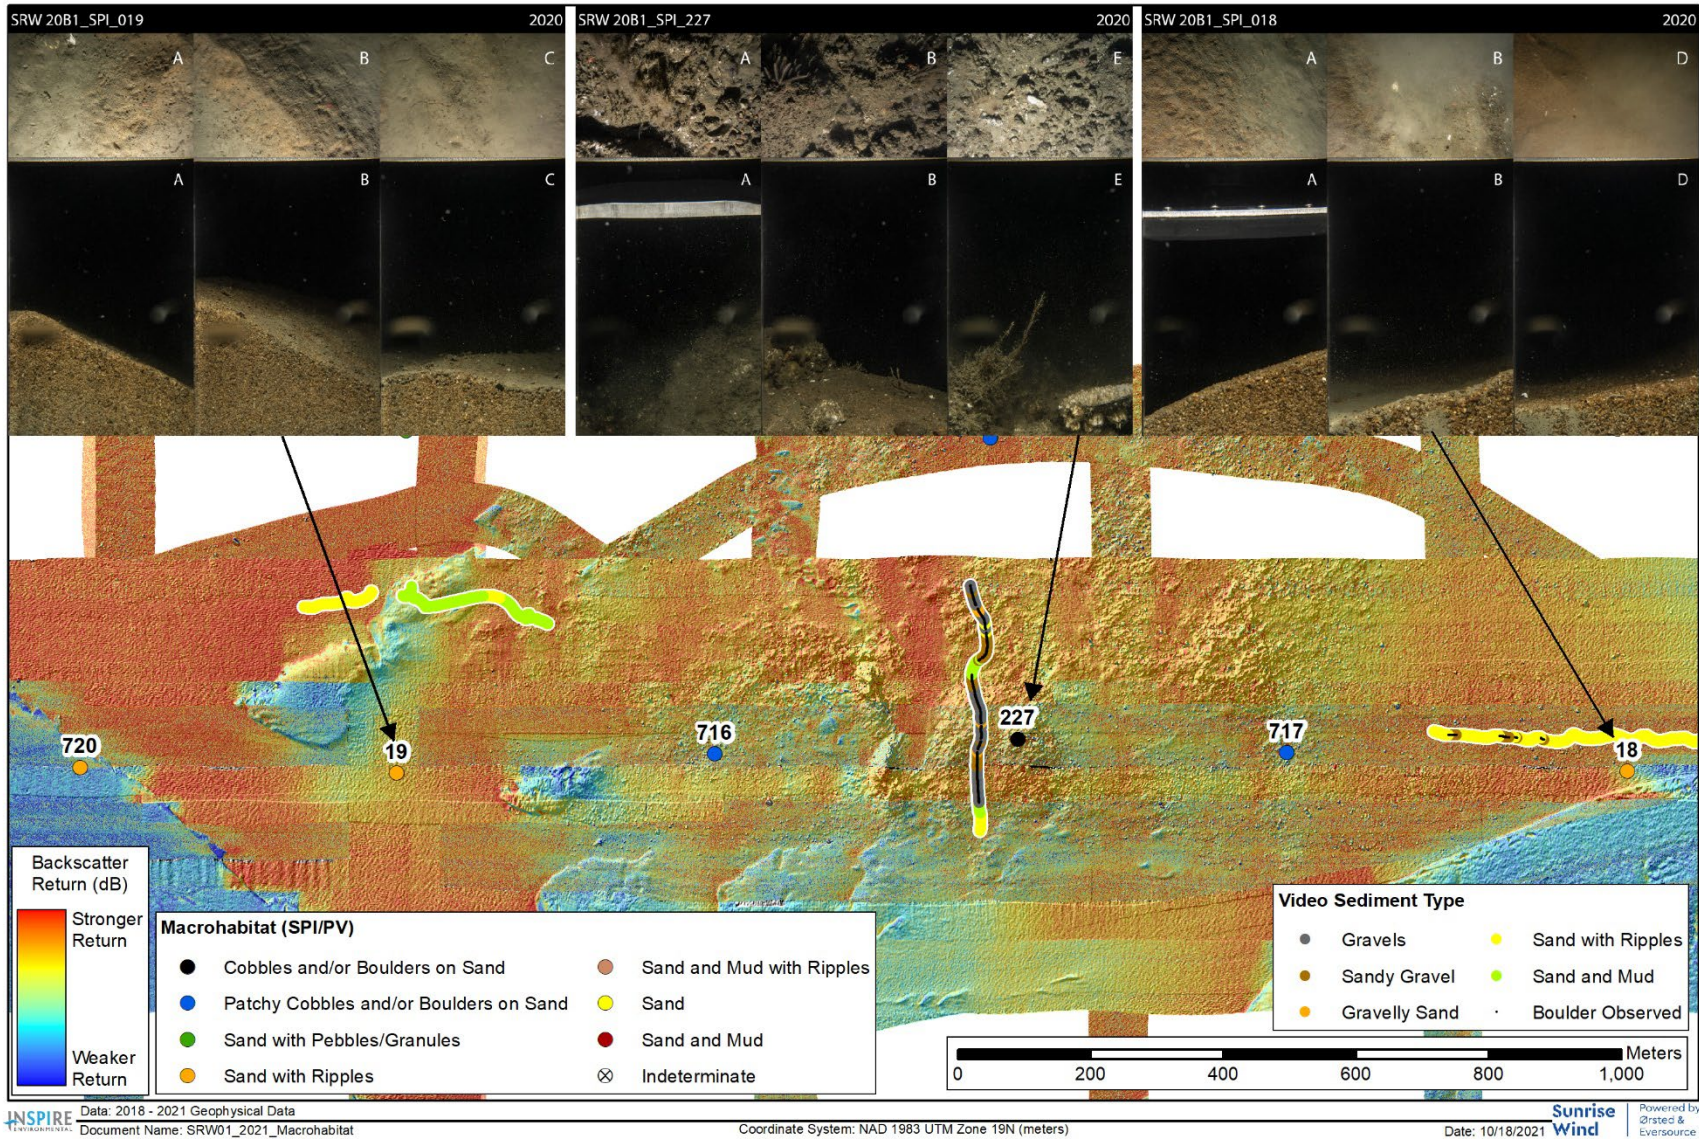 SRW 20B1_SPI_019 2020
SRW 20B1_SPI_227 2020
SRW 20B1_SPI_018 2020
A B C
A B E
A B D
A B C
A B E
A B D
720
19
716
227
717
18
Backscatter
Return (dB)
Stronger
Return
Weaker
Return
Macrohabitat (SPI/PV)
Cobbles and/or Boulders on Sand
Patchy Cobbles and/or Boulders on Sand
Sand with Pebbles/Granules
Sand with Ripples
Sand and Mud with Ripples
Sand
Sand and Mud
Indeterminate
Video Sediment Type
Gravels
Sandy Gravel
Gravelly Sand
Sand with Ripples
Sand and Mud
Boulder Observed
Meters
0 200 400 600 800 1,000
INSPIRE
ENVIRONMENTAL
Data: 2018 - 2021 Geophysical Data
Document Name: SRW01_2021_Macrohabitat
Coordinate System: NAD 1983 UTM Zone 19N (meters)
Date: 10/18/2021
Sunrise
Wind
Powered by
Ørsted &
Eversource